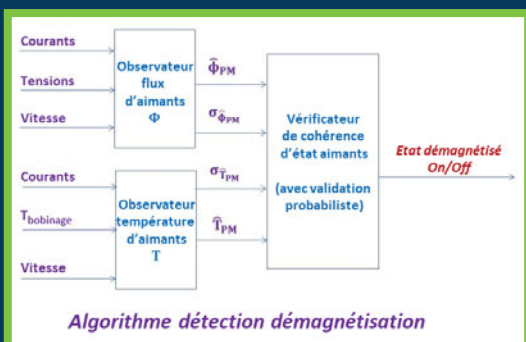 Courants
Tensions
Vitesse
Observateur
flux
d'aimants
Φ
Φ̂PM
σΦ̂PM
Courants
Tbobinage
Vitesse
Observateur
température
d'aimants
T
σT̂PM
T̂PM
Vérificateur
de cohérence
d'état aimants
(avec validation
probabiliste)
Etat démagnétisé
On/Off
Algorithme détection démagnétisation